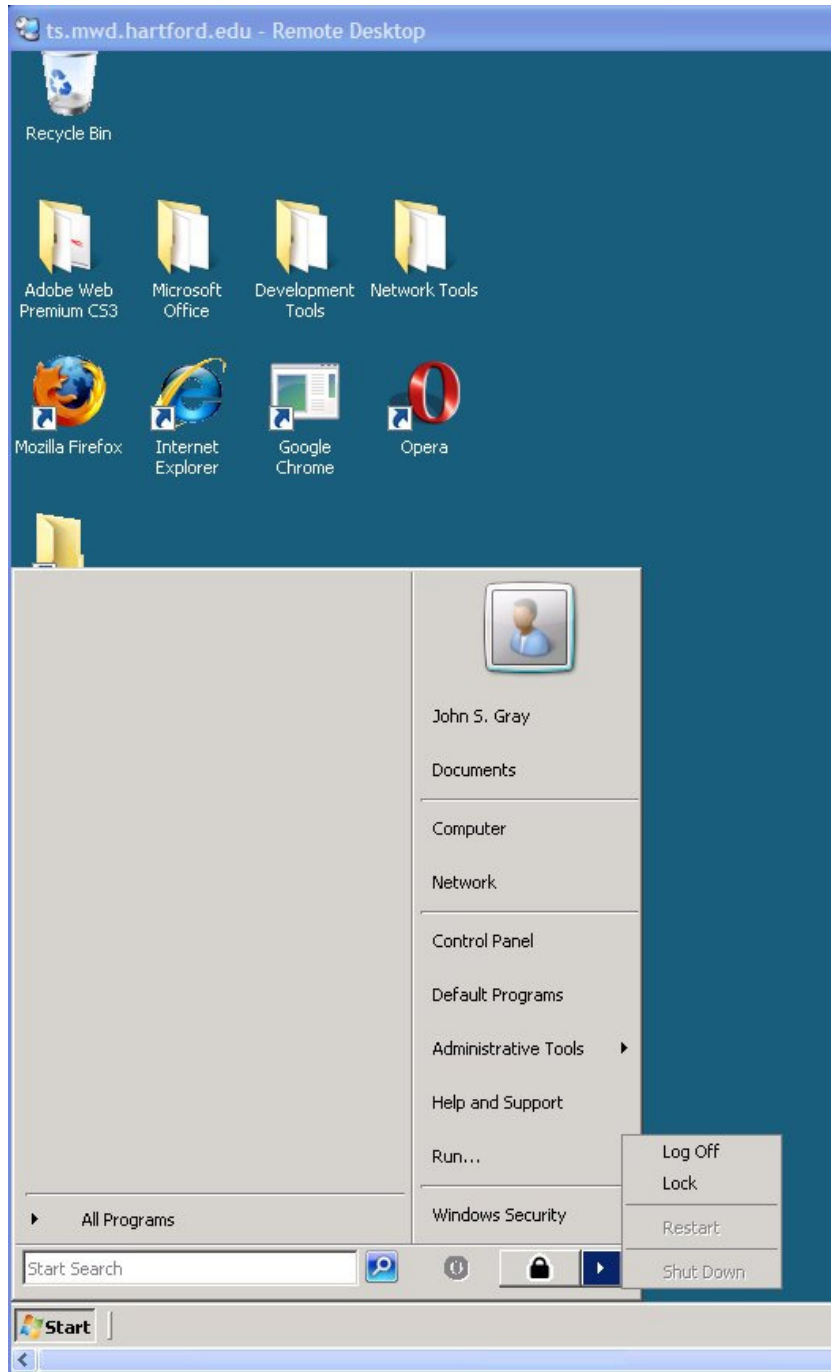 ts.mwd.hartford.edu - Remote Desktop
Recycle Bin
Adobe Web
Premium CS3
Microsoft
Office
Development
Tools
Network Tools
Mozilla Firefox
Internet
Explorer
Google
Chrome
Opera
John S. Gray
Documents
Computer
Network
Control Panel
Default Programs
Administrative Tools
Help and Support
Run...
Windows Security
All Programs
Start Search
Log Off
Lock
Restart
Shut Down
Start